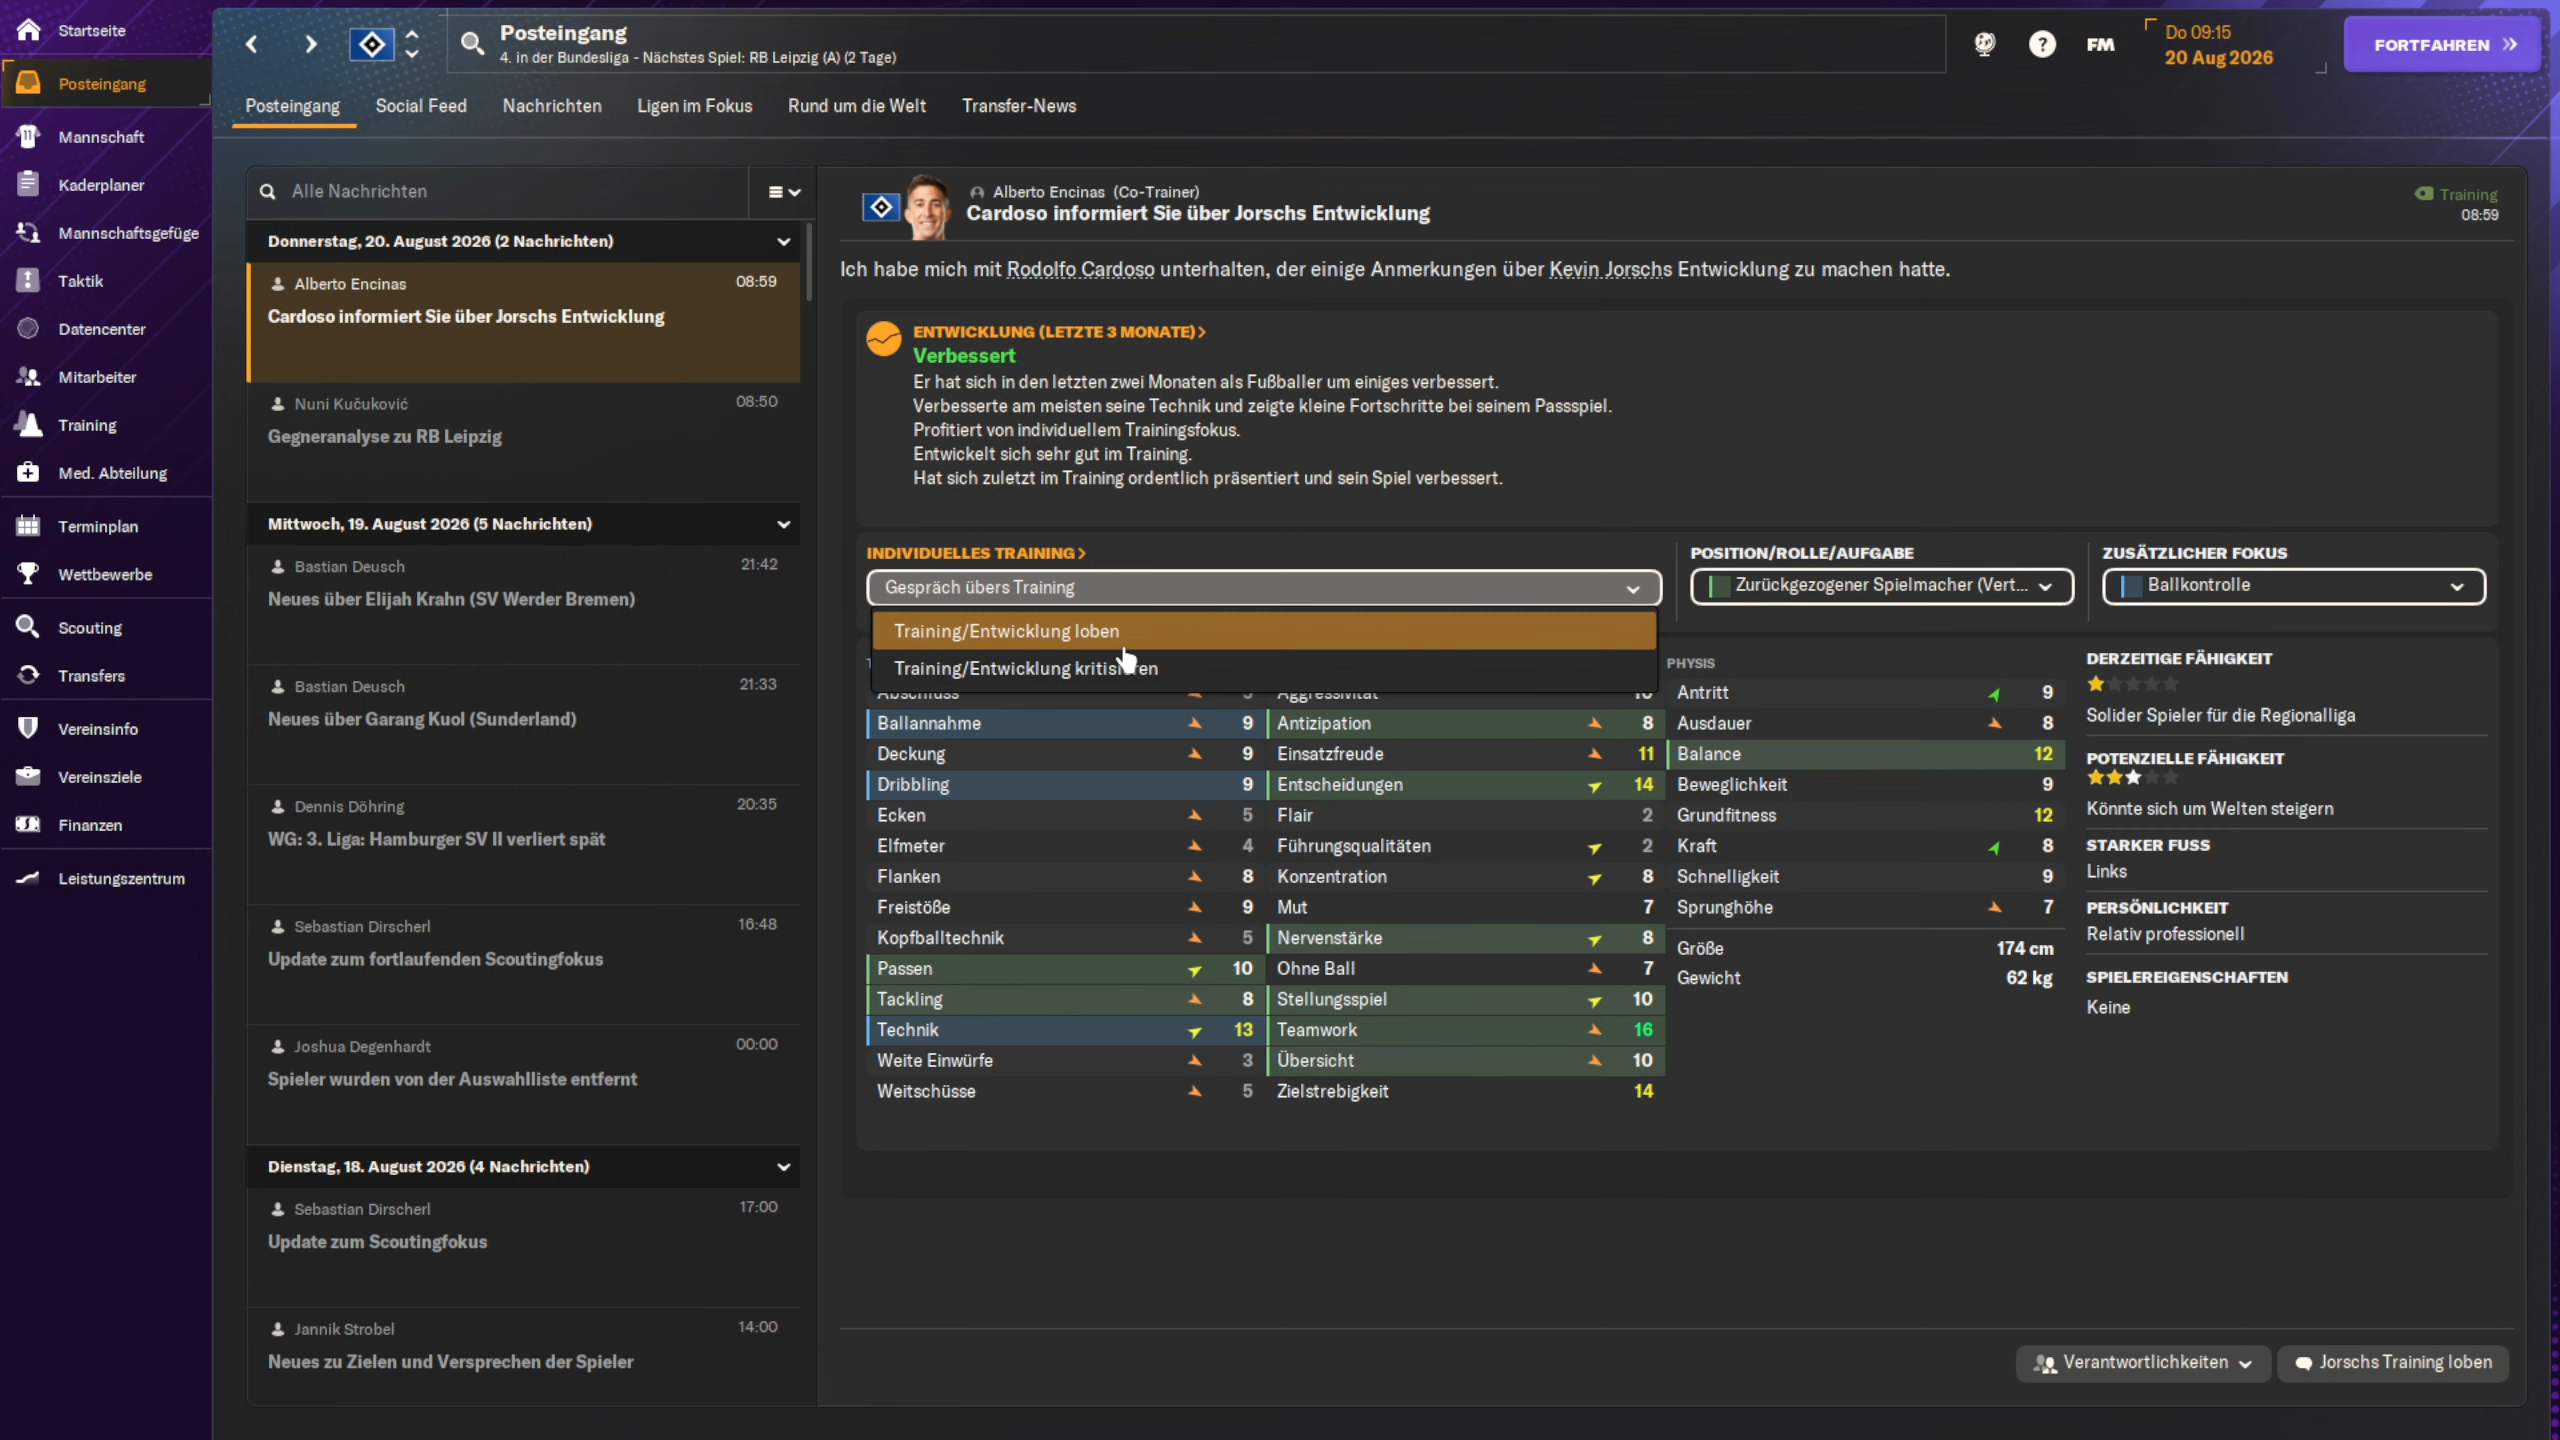 Startseite
Posteingang
Mannschaft
Kaderplaner
Mannschaftsgefüge
Taktik
Datencenter
Mitarbeiter
Training
Med. Abteilung
Terminplan
Wettbewerbe
Scouting
Transfers
Vereinsinfo
Vereinsziele
Finanzen
Leistungszentrum
Posteingang
4. in der Bundesliga - Nächstes Spiel: RB Leipzig (A) (2 Tage)
FM
Do 09:15
20 Aug 2026
FORTFAHREN
Posteingang Social Feed Nachrichten Ligen im Fokus Rund um die Welt Transfer-News
Alle Nachrichten
Donnerstag, 20. August 2026 (2 Nachrichten)
Alberto Encinas 08:59
Cardoso informiert Sie über Jorschs Entwicklung
Nuni Kučuković 08:50
Gegneranalyse zu RB Leipzig
Mittwoch, 19. August 2026 (5 Nachrichten)
Bastian Deusch 21:42
Neues über Elijah Krahn (SV Werder Bremen)
Bastian Deusch 21:33
Neues über Garang Kuol (Sunderland)
Dennis Döhring 20:35
WG: 3. Liga: Hamburger SV II verliert spät
Sebastian Dirscherl 16:48
Update zum fortlaufenden Scoutingfokus
Joshua Degenhardt 00:00
Spieler wurden von der Auswahlliste entfernt
Dienstag, 18. August 2026 (4 Nachrichten)
Sebastian Dirscherl 17:00
Update zum Scoutingfokus
Jannik Strobel 14:00
Neues zu Zielen und Versprechen der Spieler
Alberto Encinas (Co-Trainer)
Cardoso informiert Sie über Jorschs Entwicklung
Training
08:59
Ich habe mich mit Rodolfo Cardoso unterhalten, der einige Anmerkungen über Kevin Jorschs Entwicklung zu machen hatte.
ENTWICKLUNG (LETZTE 3 MONATE) >
Verbessert
Er hat sich in den letzten zwei Monaten als Fußballer um einiges verbessert.
Verbesserte am meisten seine Technik und zeigte kleine Fortschritte bei seinem Passspiel.
Profitiert von individuellem Trainingsfokus.
Entwickelt sich sehr gut im Training.
Hat sich zuletzt im Training ordentlich präsentiert und sein Spiel verbessert.
INDIVIDUELLES TRAINING >
Gespräch übers Training
Training/Entwicklung loben
Training/Entwicklung kritisieren
POSITION/ROLLE/AUFGABE
Zurückgezogener Spielmacher (Vert...
ZUSÄTZLICHER FOKUS
Ballkontrolle
Abschluss 5
Ballannahme 9
Deckung 9
Dribbling 9
Ecken 5
Elfmeter 4
Flanken 8
Freistöße 9
Kopfballtechnik 5
Passen 10
Tackling 8
Technik 13
Weite Einwürfe 3
Weitschüsse 5
Aggressivität 10
Antizipation 8
Einsatzfreude 11
Entscheidungen 14
Flair 2
Führungsqualitäten 2
Konzentration 8
Mut 7
Nervenstärke 8
Ohne Ball 7
Stellungsspiel 10
Teamwork 16
Übersicht 10
Zielstrebigkeit 14
PHYSIS
Antritt 9
Ausdauer 8
Balance 12
Beweglichkeit 9
Grundfitness 12
Kraft 8
Schnelligkeit 9
Sprunghöhe 7
Größe 174 cm
Gewicht 62 kg
DERZEITIGE FÄHIGKEIT
Solider Spieler für die Regionalliga
POTENZIELLE FÄHIGKEIT
Könnte sich um Welten steigern
STARKER FUSS
Links
PERSÖNLICHKEIT
Relativ professionell
SPIELEREIGENSCHAFTEN
Keine
Verantwortlichkeiten
Jorschs Training loben